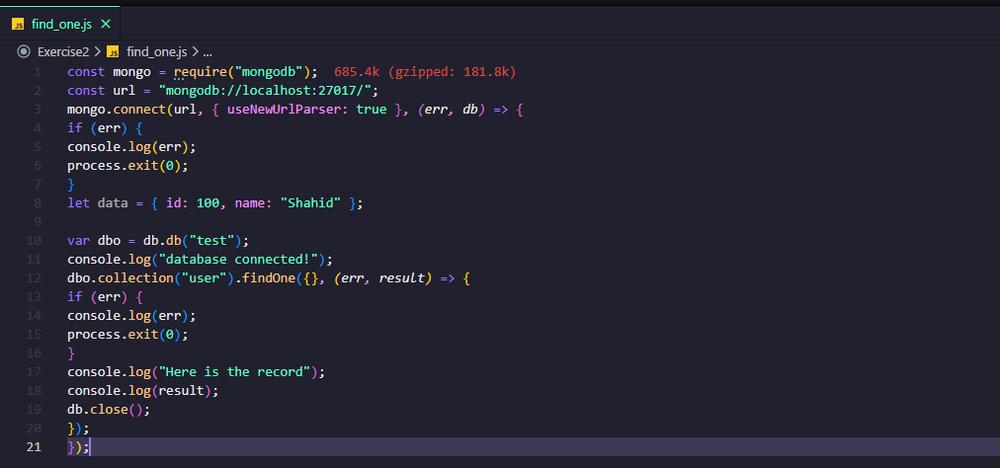 JS find_one.js ×
Exercise2 > JS find_one.js > ...
1 const mongo = require("mongodb"); 685.4k (gzipped: 181.8k)
2 const url = "mongodb://localhost:27017/";
3 mongo.connect(url, { useNewUrlParser: true }, (err, db) => {
4 if (err) {
5 console.log(err);
6 process.exit(0);
7 }
8 let data = { id: 100, name: "Shahid" };
9
10 var dbo = db.db("test");
11 console.log("database connected!");
12 dbo.collection("user").findOne({}, (err, result) => {
13 if (err) {
14 console.log(err);
15 process.exit(0);
16 }
17 console.log("Here is the record");
18 console.log(result);
19 db.close();
20 });
21 });